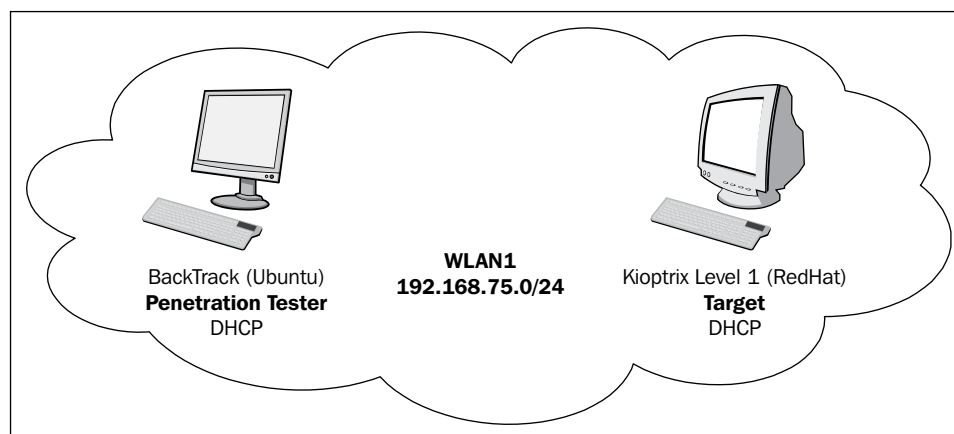 BackTrack (Ubuntu)
Penetration Tester
DHCP
WLAN1
192.168.75.0/24
Kioptrix Level 1 (RedHat)
Target
DHCP